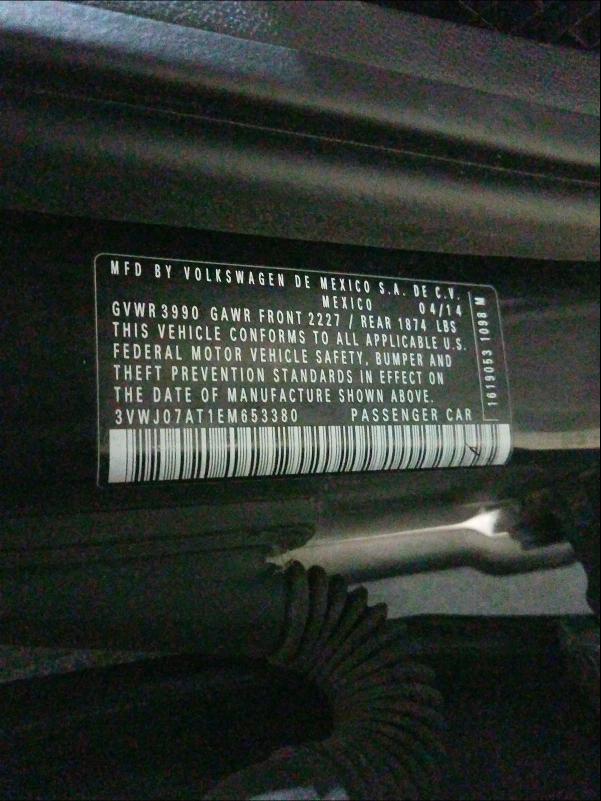 MFD BY VOLKSWAGEN DE MEXICO S.A. DE C.V.
MEXICO 04/14
GVWR 3990 GAWR FRONT 2227 / REAR 1874 LBS
THIS VEHICLE CONFORMS TO ALL APPLICABLE U.S.
FEDERAL MOTOR VEHICLE SAFETY, BUMPER AND
THEFT PREVENTION STANDARDS IN EFFECT ON
THE DATE OF MANUFACTURE SHOWN ABOVE.
3VWJ07AT1EM653380 PASSENGER CAR
1619053 1098 M